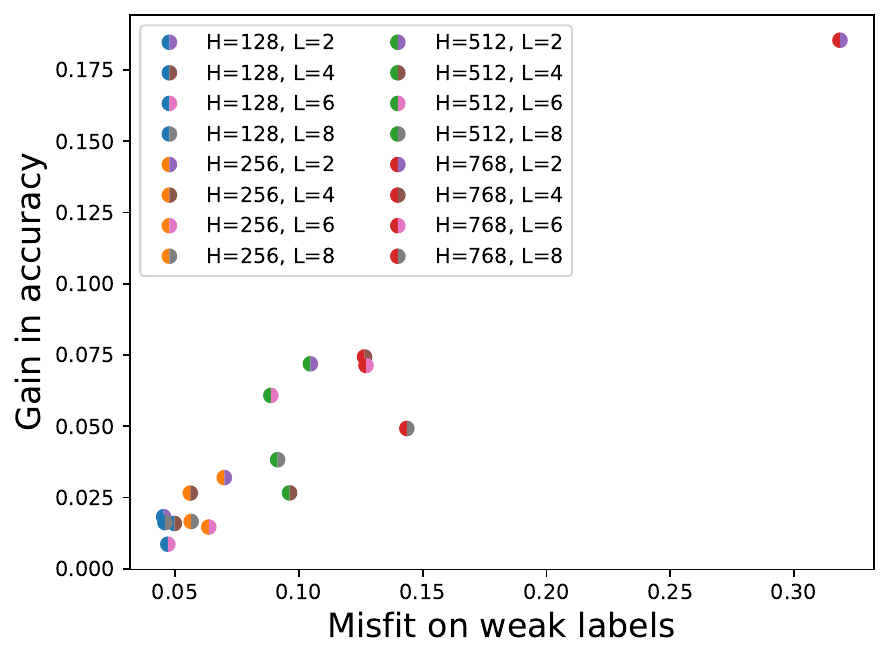 H=128, L=2
H=128, L=4
H=128, L=6
H=128, L=8
H=256, L=2
H=256, L=4
H=256, L=6
H=256, L=8
H=512, L=2
H=512, L=4
H=512, L=6
H=512, L=8
H=768, L=2
H=768, L=4
H=768, L=6
H=768, L=8
Gain in accuracy
0.175
0.150
0.125
0.100
0.075
0.050
0.025
0.000
0.05 0.10 0.15 0.20 0.25 0.30
Misfit on weak labels